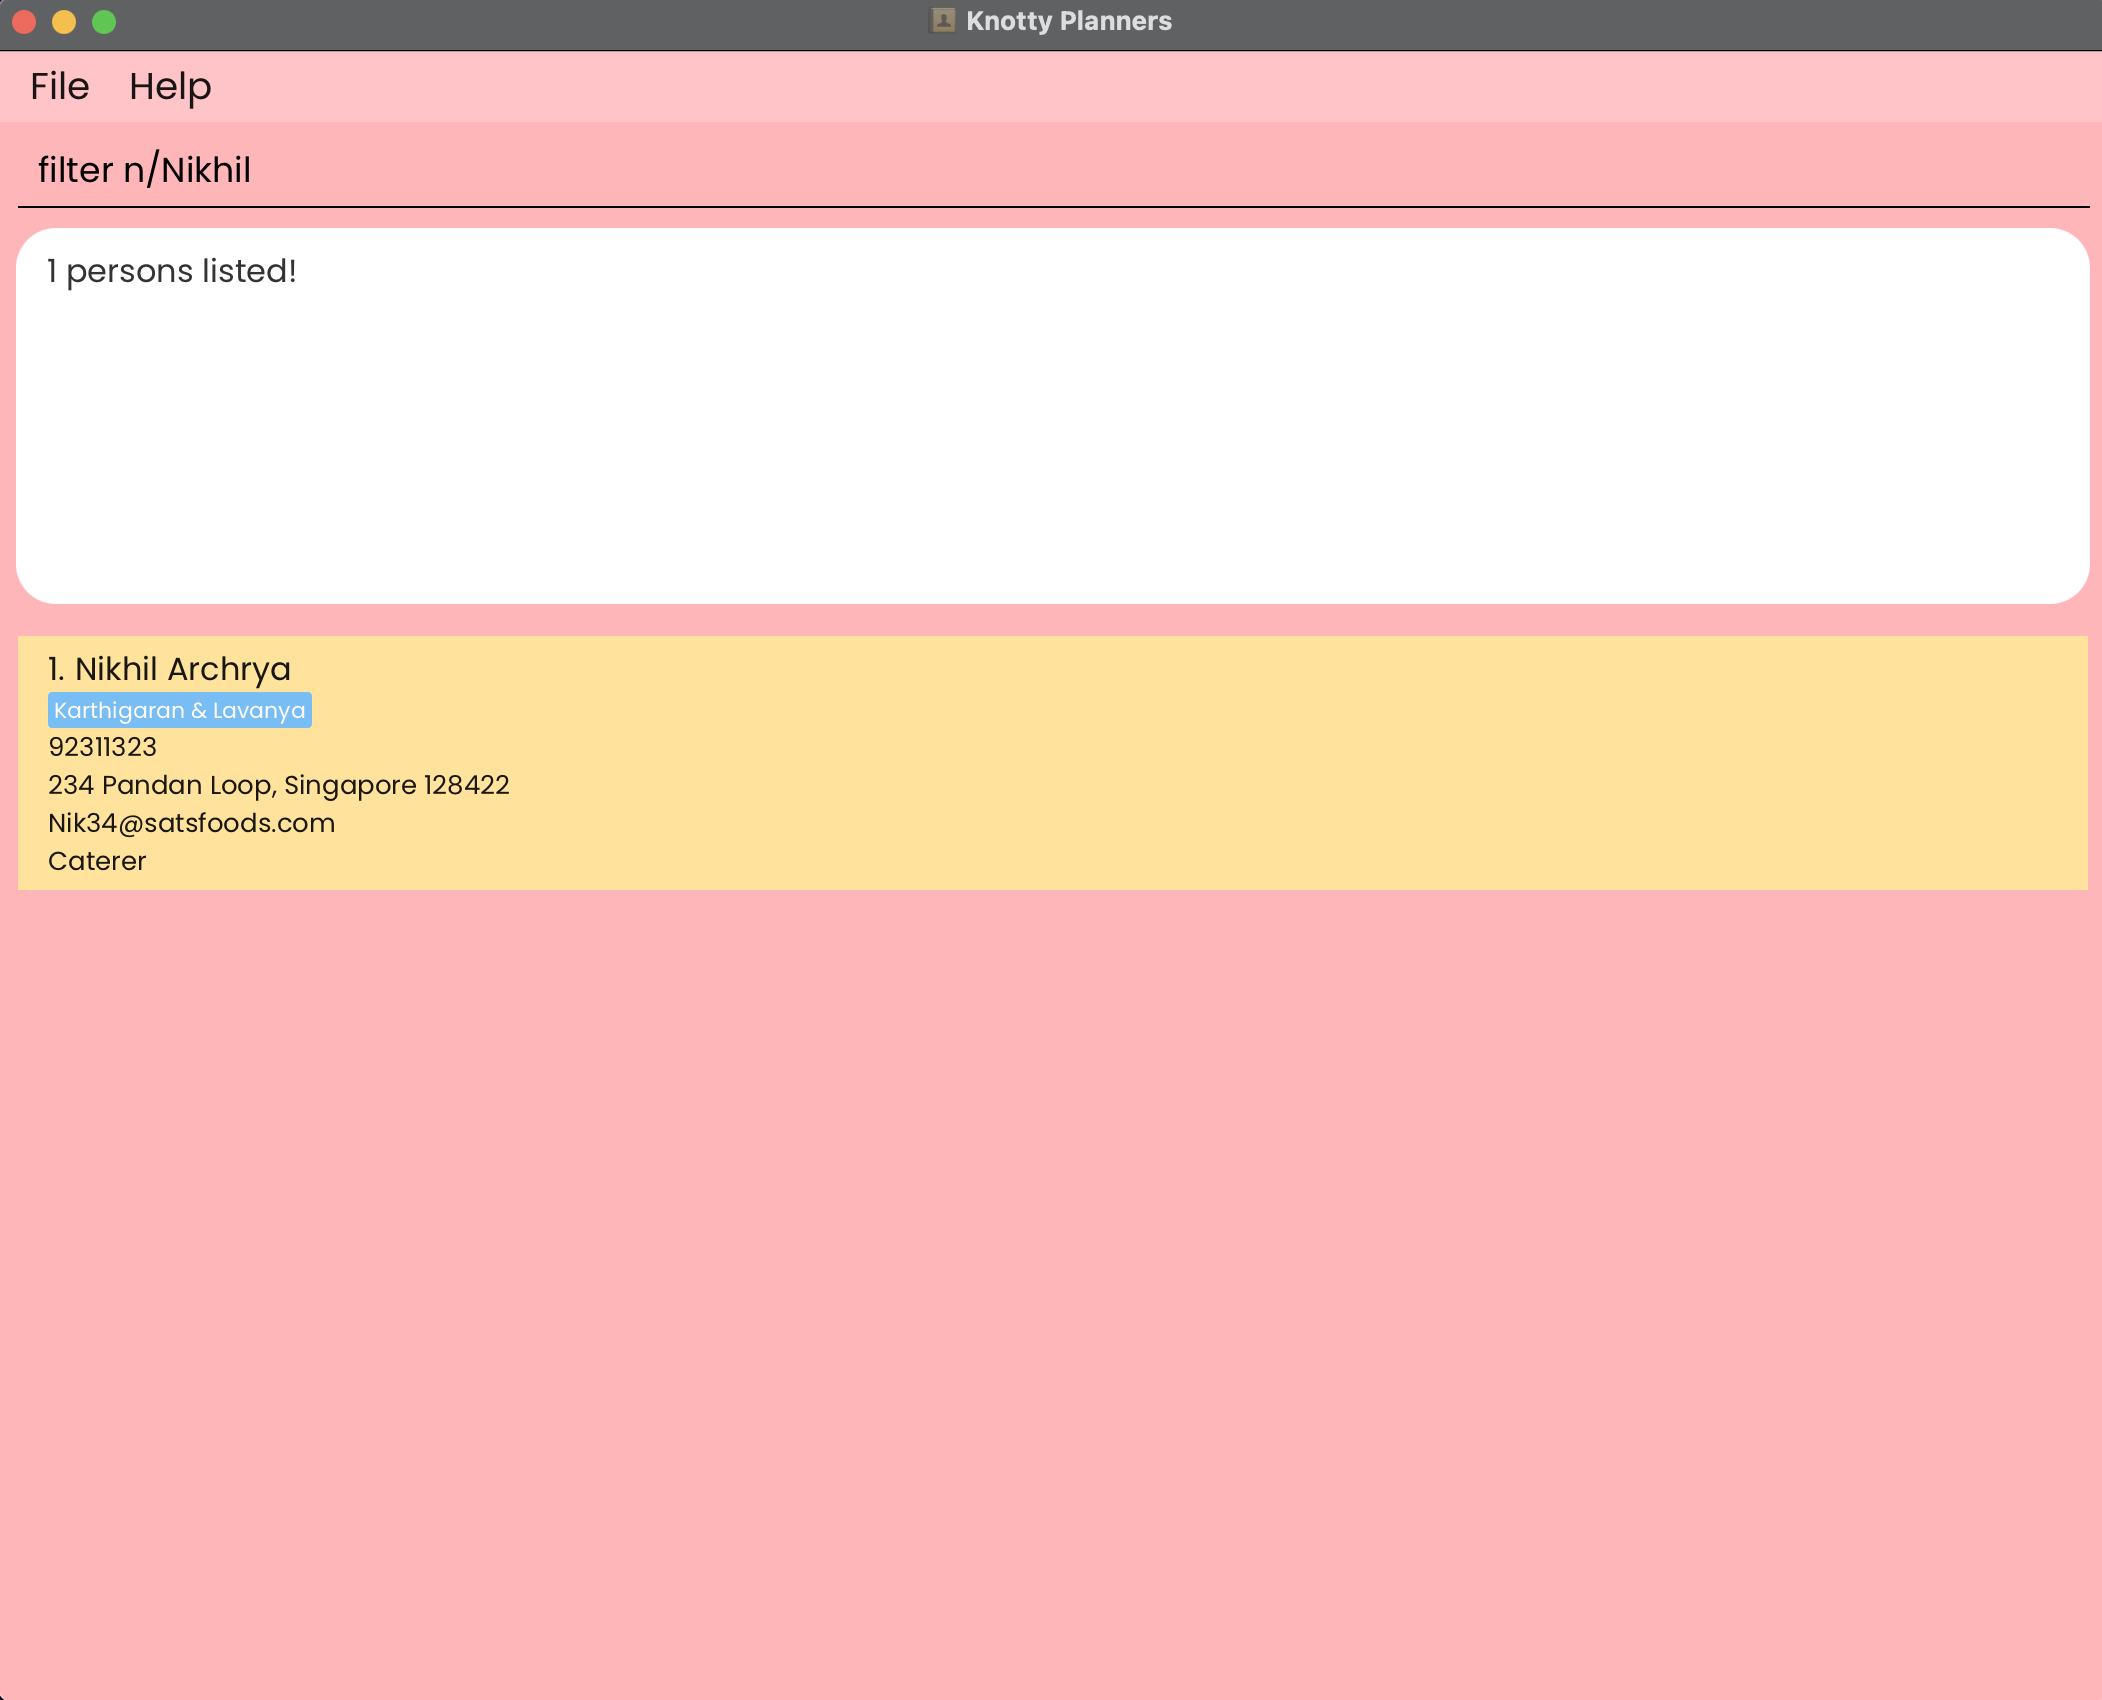 Knotty Planners
File Help
filter n/Nikhil
1 persons listed!
1. Nikhil Archrya
Karthigaran & Lavanya
92311323
234 Pandan Loop, Singapore 128422
Nik34@satsfoods.com
Caterer